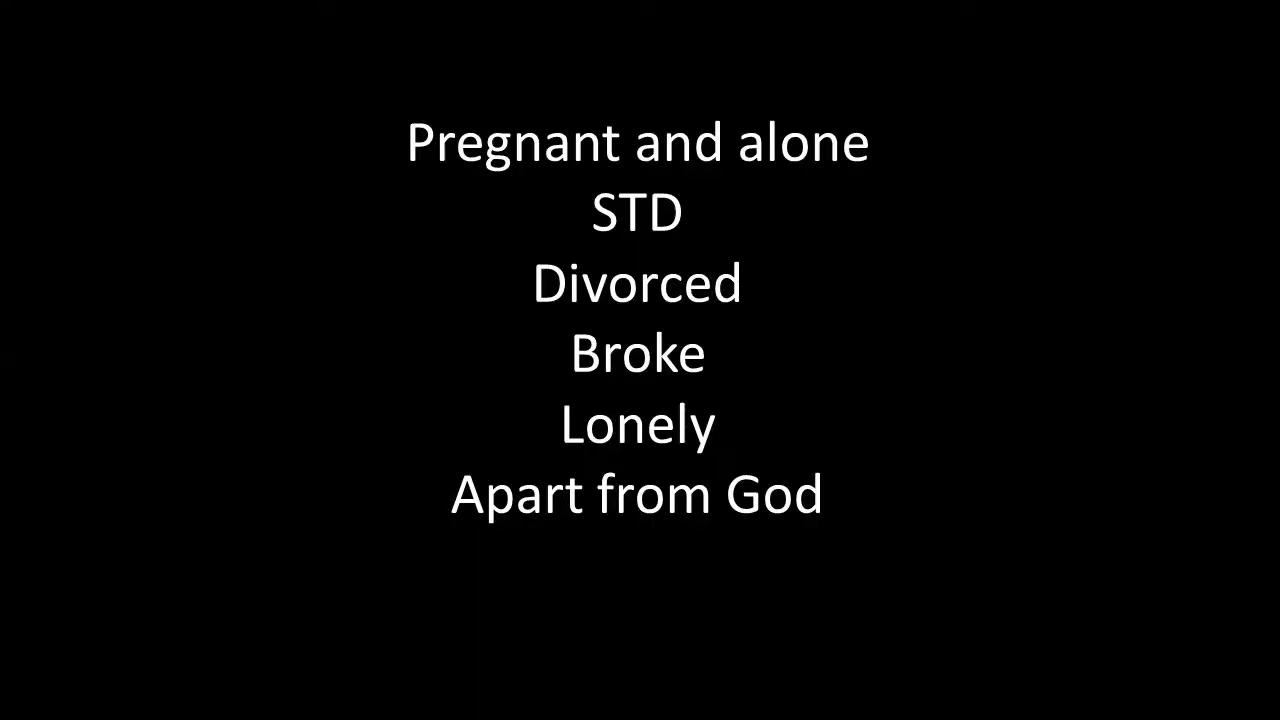 Pregnant and alone
STD
Divorced
Broke
Lonely
Apart from God